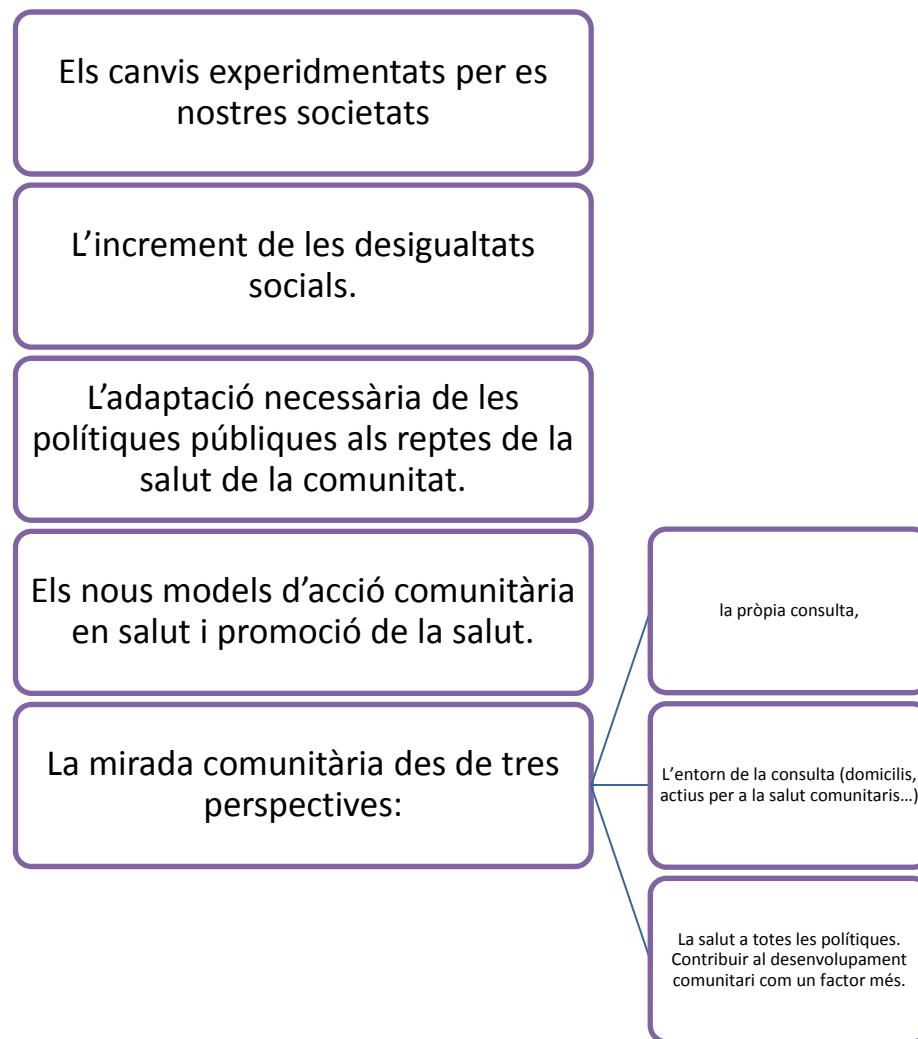 Els canvis experidmentats per es
nostres societats
L’increment de les desigualtats
socials.
L’adaptació necessària de les
polítiques públiques als reptes de la
salut de la comunitat.
Els nous models d’acció comunitària
en salut i promoció de la salut.
La mirada comunitària des de tres
perspectives:
la pròpia consulta,
L’entorn de la consulta (domicilis,
actius per a la salut comunitaris…)
La salut a totes les polítiques.
Contribuir al desenvolupament
comunitari com un factor més.